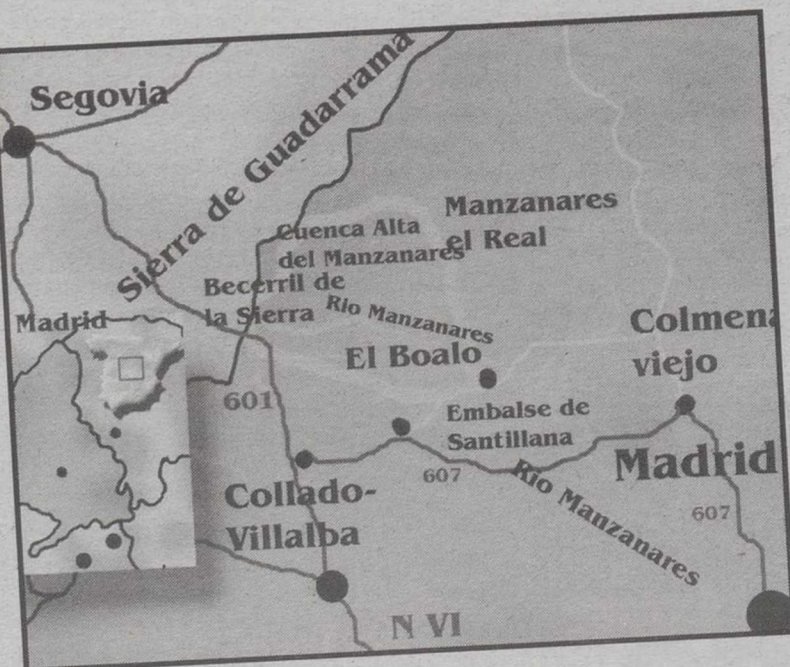 Segovia
Sierra de Guadarrama
Manzanares
el Real
Cuenca Alta
del Manzanares
Becerril de
la Sierra
Rio Manzanares
Madrid
Colmena
viejo
El Boalo
601
Embalse de
Santillana
607
Madrid
Rio Manzanares
607
Collado-
Villalba
N VI